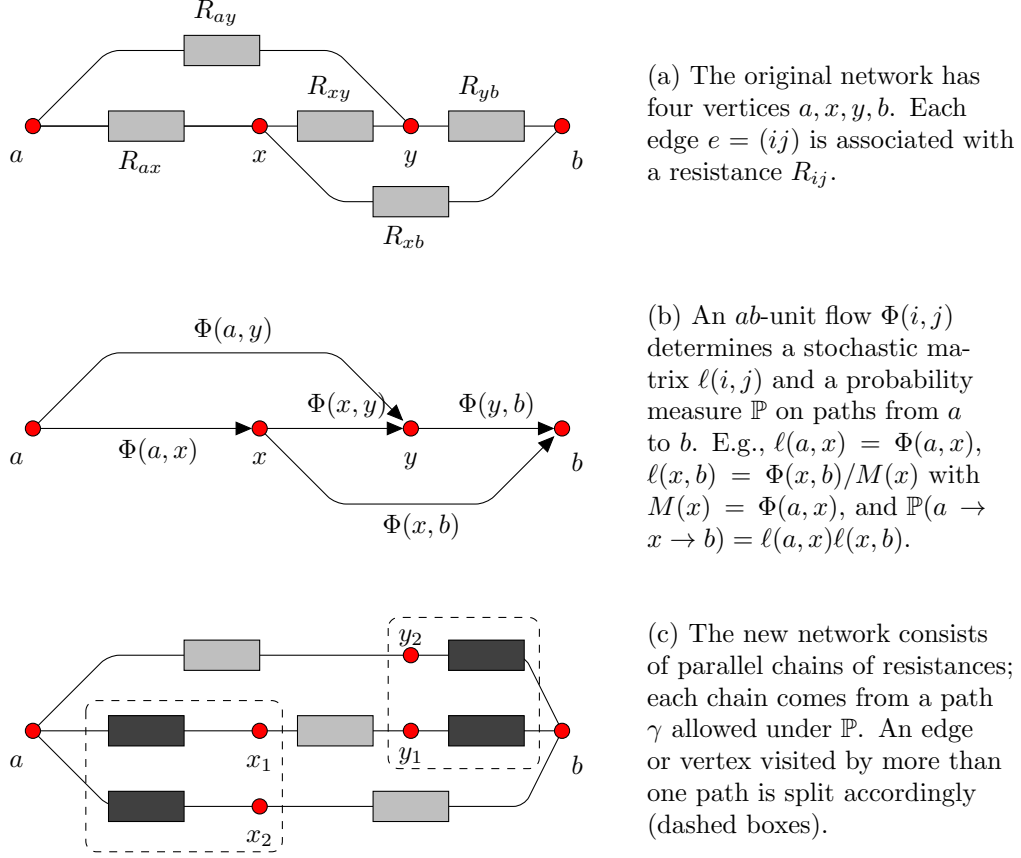 R_{ay}
R_{xy} R_{yb}
a x y b
R_{ax}
R_{xb}
(a) The original network has
four vertices a, x, y, b. Each
edge e = (ij) is associated with
a resistance R_{ij}.
Φ(a, y)
Φ(x, y) Φ(y, b)
a Φ(a, x) x y b
Φ(x, b)
(b) An ab-unit flow Φ(i, j)
determines a stochastic ma-
trix ℓ(i, j) and a probability
measure ℙ on paths from a
to b. E.g., ℓ(a, x) = Φ(a, x),
ℓ(x, b) = Φ(x, b)/M(x) with
M(x) = Φ(a, x), and ℙ(a →
x → b) = ℓ(a, x)ℓ(x, b).
y_2
a x_1 y_1 b
x_2
(c) The new network consists
of parallel chains of resistances;
each chain comes from a path
γ allowed under ℙ. An edge
or vertex visited by more than
one path is split accordingly
(dashed boxes).